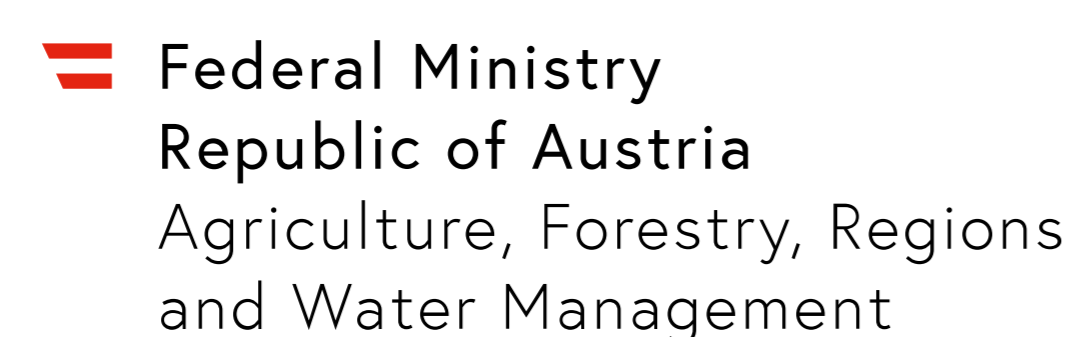 Federal Ministry
Republic of Austria
Agriculture, Forestry, Regions
and Water Management